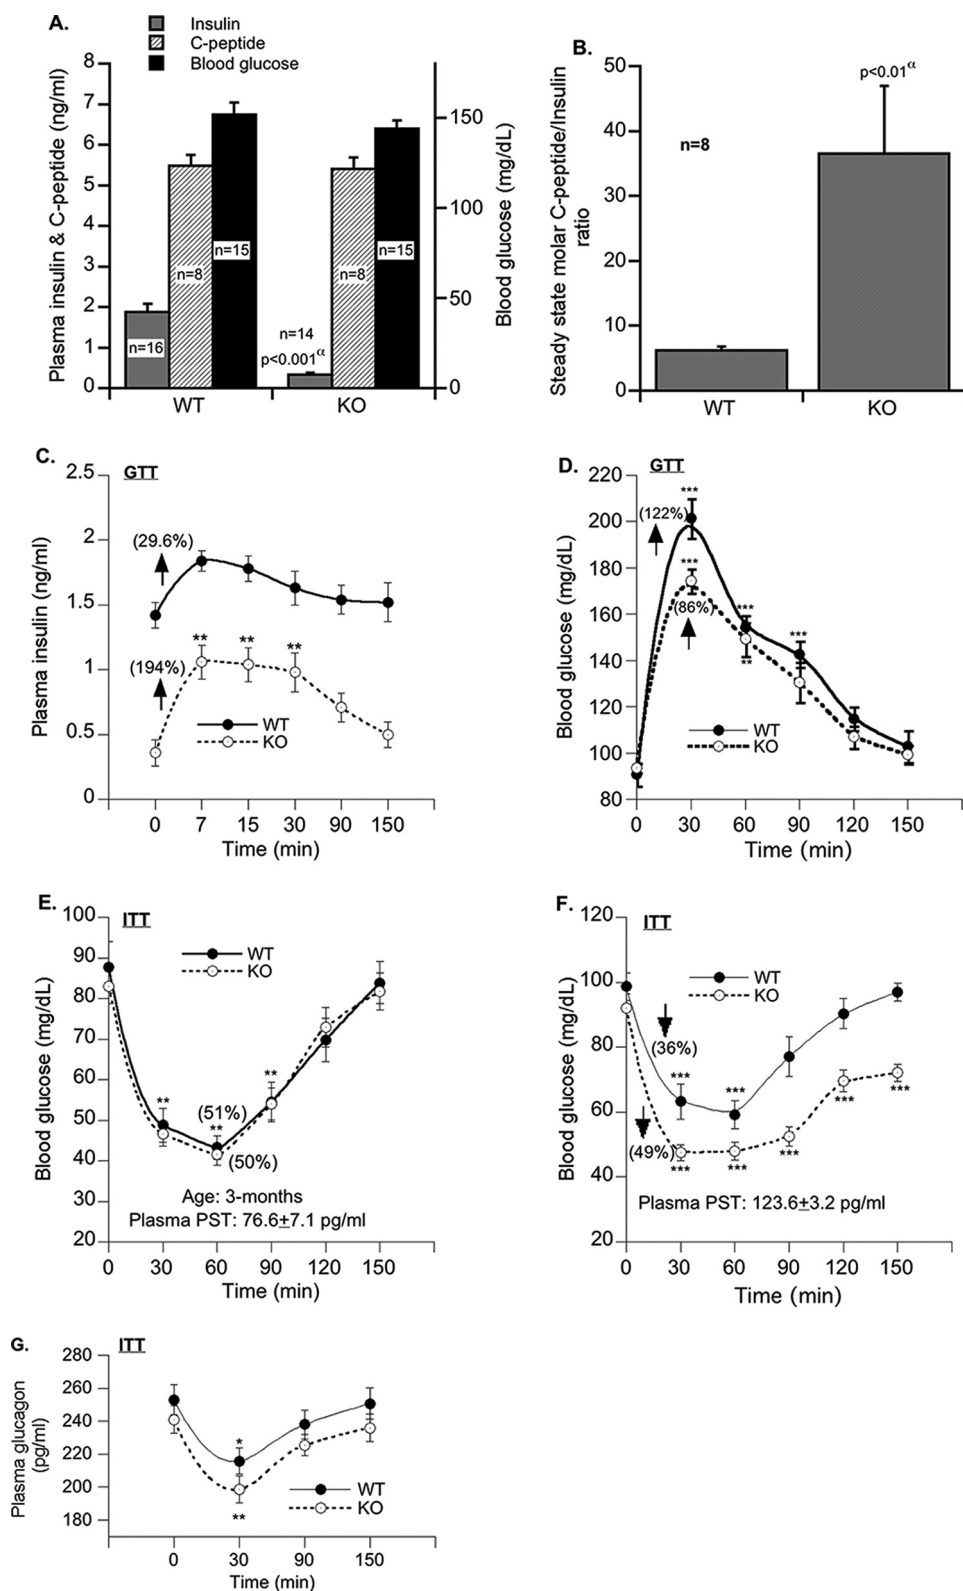 A.
Insulin
C-peptide
Blood glucose
Plasma insulin & C-peptide (ng/ml)
8
7
6
5
4
3
2
1
0
n=16
n=8
n=15
n=14
p<0.001α
n=8
n=15
WT
KO
150
100
50
0
Blood glucose (mg/dL)
B.
Steady state molar C-peptide/Insulin
ratio
50
40
30
20
10
0
n=8
p<0.01α
WT
KO
C.
GTT
Plasma insulin (ng/ml)
2.5
2
1.5
1
0.5
0
(29.6%)
(194%)
** ** **
WT
KO
0 7 15 30 90 150
Time (min)
D.
GTT
Blood glucose (mg/dL)
220
200
180
160
140
120
100
80
***
(122%)
***
(86%)
*** ***
**
WT
KO
0 30 60 90 120 150
Time (min)
E.
ITT
Blood glucose (mg/dL)
100
90
80
70
60
50
40
30
20
WT
KO
**
(51%)
**
**
(50%)
Age: 3-months
Plasma PST: 76.6±7.1 pg/ml
0 30 60 90 120 150
Time (min)
F.
ITT
Blood glucose (mg/dL)
120
100
80
60
40
20
WT
KO
(36%)
*** ***
(49%)
*** *** *** *** ***
Plasma PST: 123.6±3.2 pg/ml
0 30 60 90 120 150
Time (min)
G.
ITT
Plasma glucagon
(pg/ml)
280
260
240
220
200
180
*
**
WT
KO
0 30 90 150
Time (min)